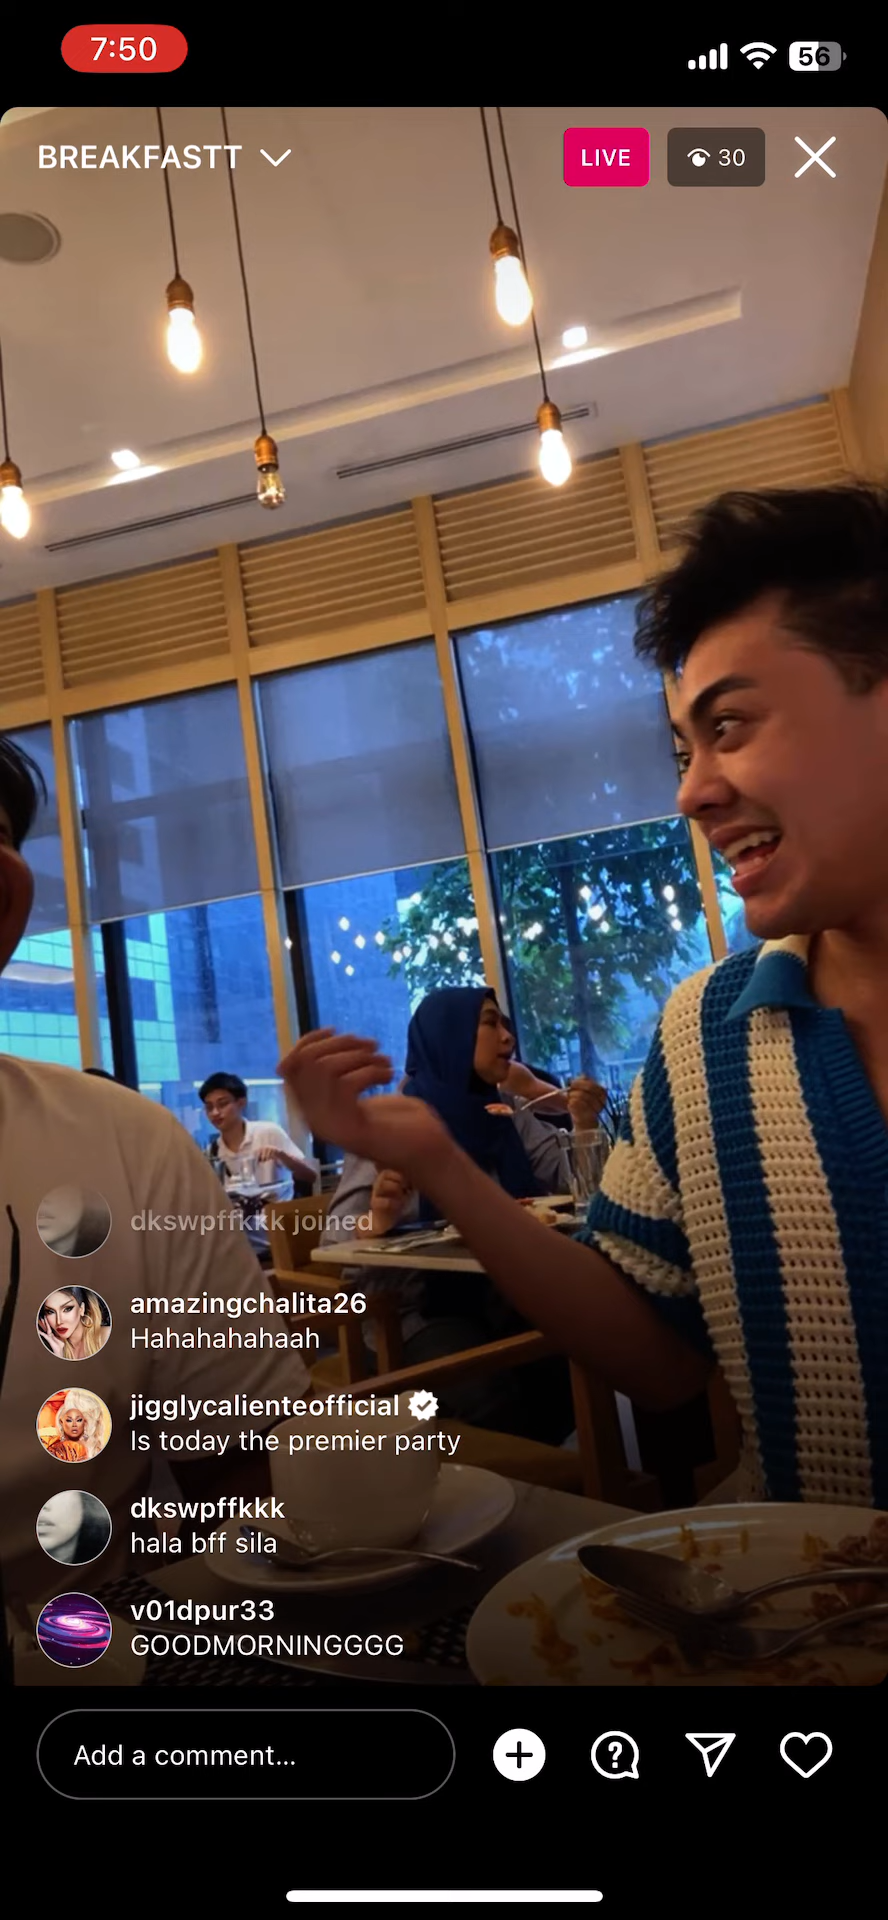 7:50
56
BREAKFASTT
LIVE
30
dkswpffkkk joined
amazingchalita26
Hahahahahaah
jigglycalienteofficial
Is today the premier party
dkswpffkkk
hala bff sila
v01dpur33
GOODMORNINGGGG
Add a comment...